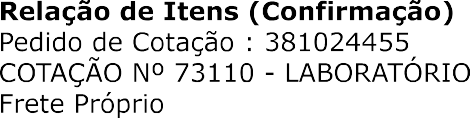 Relação de Itens (Confirmação)
Pedido de Cotação : 381024455
COTAÇÃO Nº 73110 - LABORATÓRIO
Frete Próprio